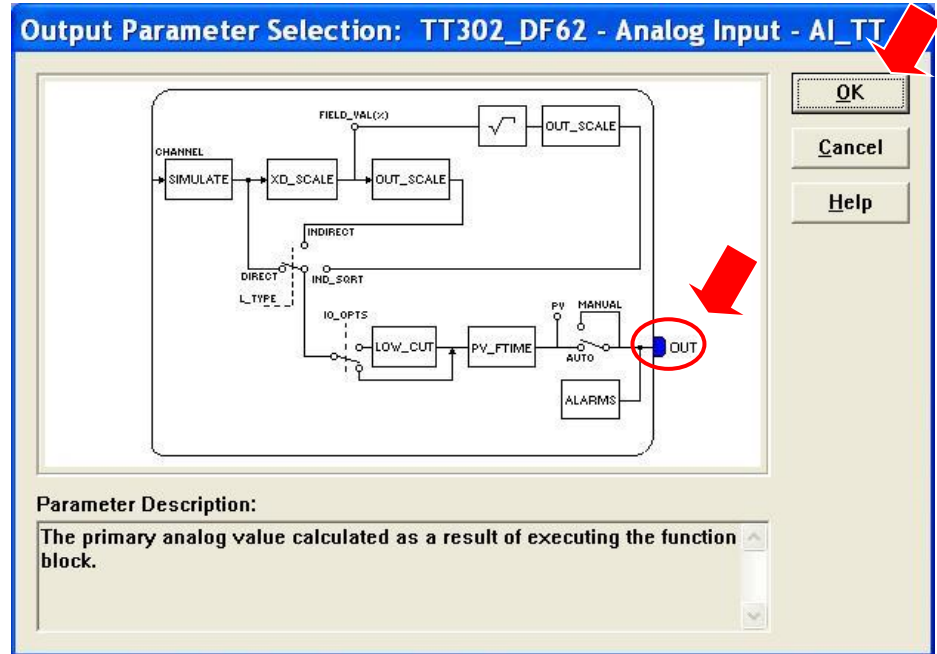 Output Parameter Selection: TT302_DF62 - Analog Input - AI_TT
OK
Cancel
Help
FIELD_VAL(%)
CHANNEL
SIMULATE
XD_SCALE
OUT_SCALE
√
OUT_SCALE
INDIRECT
DIRECT
IND_SQRT
L_TYPE
IO_OPTS
LOW_CUT
PV_FTIME
PV
MANUAL
AUTO
OUT
ALARMS
Parameter Description:
The primary analog value calculated as a result of executing the function
block.